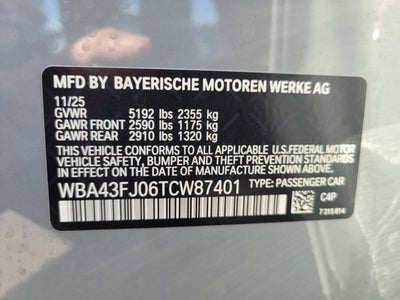 MFD BY BAYERISCHE MOTOREN WERKE AG
11/25
GVWR 5192 lbs 2355 kg
GAWR FRONT 2590 lbs 1175 kg
GAWR REAR 2910 lbs 1320 kg
THIS VEHICLE CONFORMS TO ALL APPLICABLE U.S.FEDERAL MOTOR
VEHICLE SAFETY, BUMPER, AND THEFT PREVENTION STANDARDS
IN EFFECT ON THE DATE OF MANUFACTURE SHOWN ABOVE.
WBA43FJ06TCW87401 TYPE: PASSENGER CAR
C4P
7315814